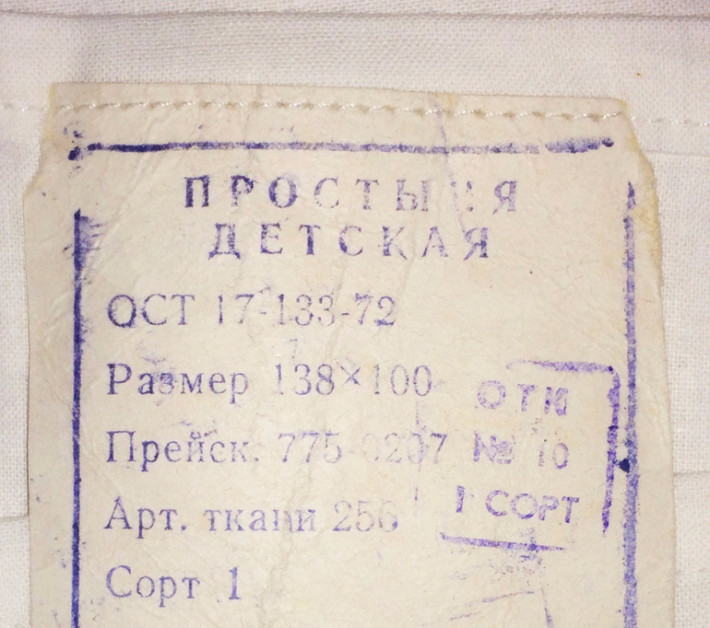 ПРОСТЫНЯ
ДЕТСКАЯ
ОСТ 17-133-72
Размер 138×100
Прейск. 775-0207
Арт. ткани 256
Сорт 1
ОТК
№ 10
1 СОРТ